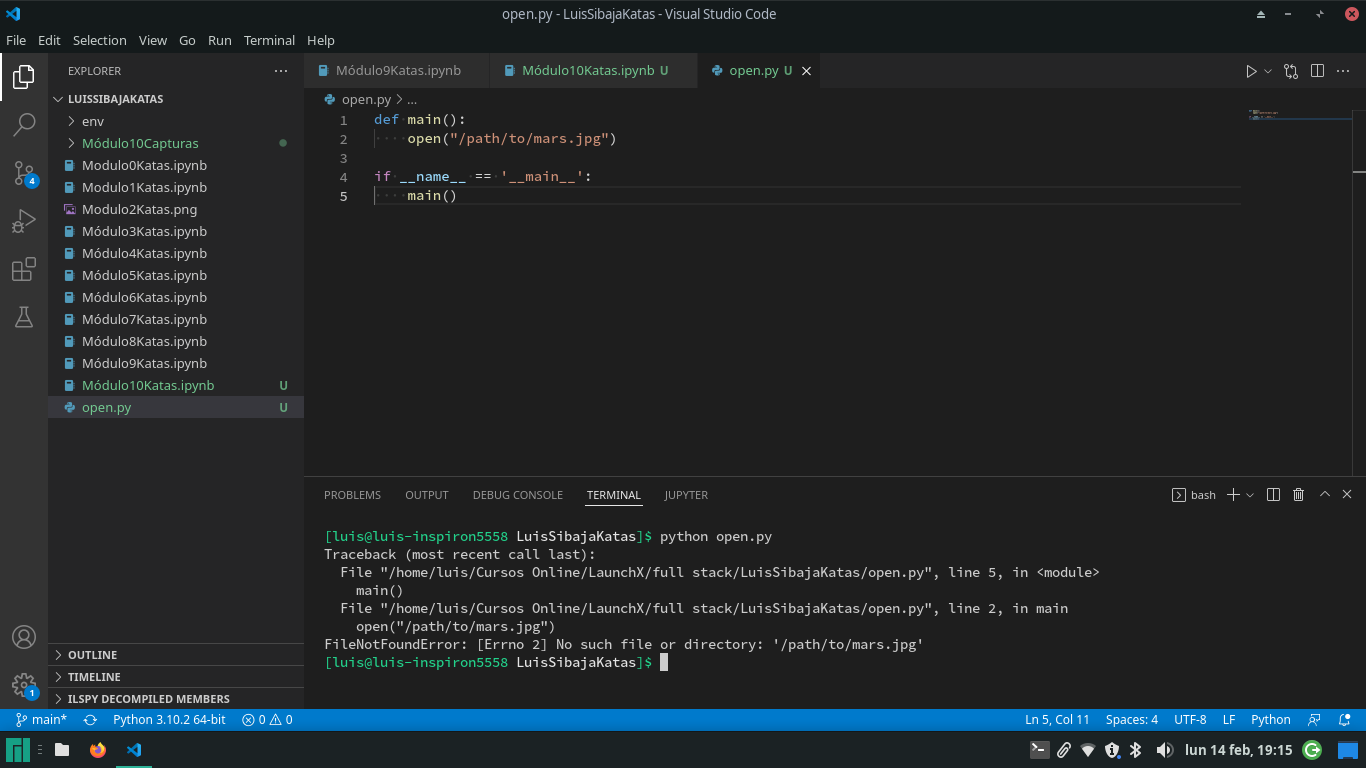 open.py - LuisSibajaKatas - Visual Studio Code
File Edit Selection View Go Run Terminal Help
EXPLORER
Módulo9Katas.ipynb
Módulo10Katas.ipynb U
open.py U
LUISSIBAJAKATAS
open.py > ...
env
Módulo10Capturas
Modulo0Katas.ipynb
Modulo1Katas.ipynb
Modulo2Katas.png
Módulo3Katas.ipynb
Módulo4Katas.ipynb
Módulo5Katas.ipynb
Módulo6Katas.ipynb
Módulo7Katas.ipynb
Módulo8Katas.ipynb
Módulo9Katas.ipynb
Módulo10Katas.ipynb U
open.py U
OUTLINE
TIMELINE
ILSPY DECOMPILED MEMBERS
4
1
1 def main():
2     open("/path/to/mars.jpg")
3
4 if __name__ == '__main__':
5     main()
PROBLEMS OUTPUT DEBUG CONSOLE TERMINAL JUPYTER
bash
[luis@luis-inspiron5558 LuisSibajaKatas]$ python open.py
Traceback (most recent call last):
  File "/home/luis/Cursos Online/LaunchX/full stack/LuisSibajaKatas/open.py", line 5, in <module>
    main()
  File "/home/luis/Cursos Online/LaunchX/full stack/LuisSibajaKatas/open.py", line 2, in main
    open("/path/to/mars.jpg")
FileNotFoundError: [Errno 2] No such file or directory: '/path/to/mars.jpg'
[luis@luis-inspiron5558 LuisSibajaKatas]$
main* Python 3.10.2 64-bit 0 0 Ln 5, Col 11 Spaces: 4 UTF-8 LF Python
lun 14 feb, 19:15